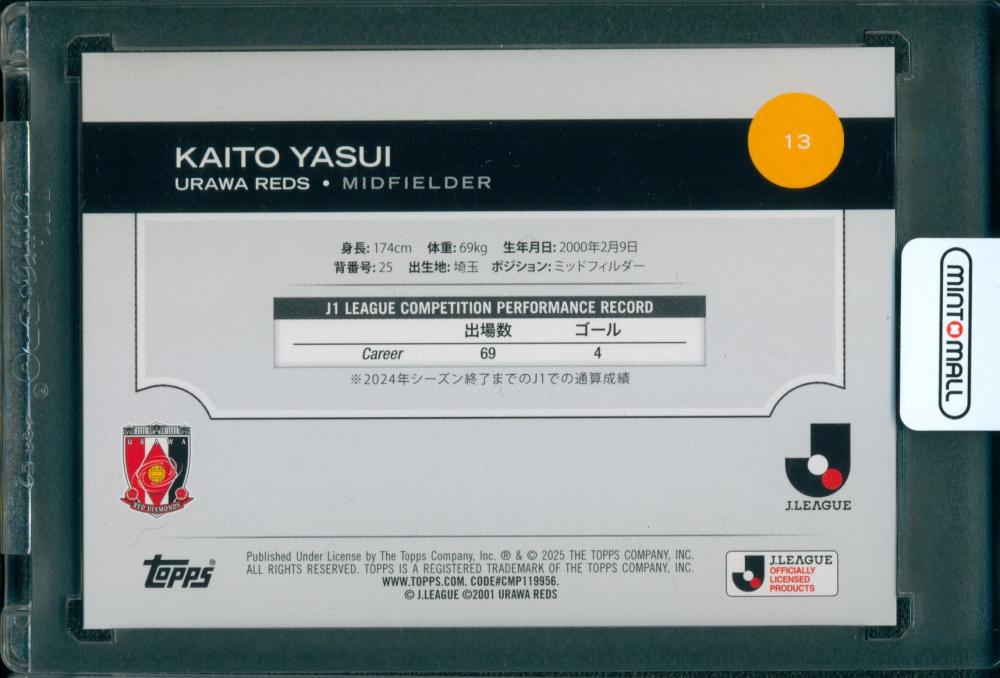 13
KAITO YASUI
URAWA REDS • MIDFIELDER
身長: 174cm 体重: 69kg 生年月日: 2000年2月9日
背番号: 25 出生地: 埼玉 ポジション: ミッドフィルダー
J1 LEAGUE COMPETITION PERFORMANCE RECORD
出場数 ゴール
Career 69 4
※2024年シーズン終了までのJ1での通算成績
MINT MALL
URAWA
RED DIAMONDS
J.LEAGUE
Topps®
Published Under License by The Topps Company, Inc. ® & © 2025 THE TOPPS COMPANY, INC.
ALL RIGHTS RESERVED. TOPPS IS A REGISTERED TRADEMARK OF THE TOPPS COMPANY, INC.
WWW.TOPPS.COM. CODE#CMP119956.
© J.LEAGUE ©2001 URAWA REDS
J.LEAGUE
OFFICIALLY
LICENSED
PRODUCTS